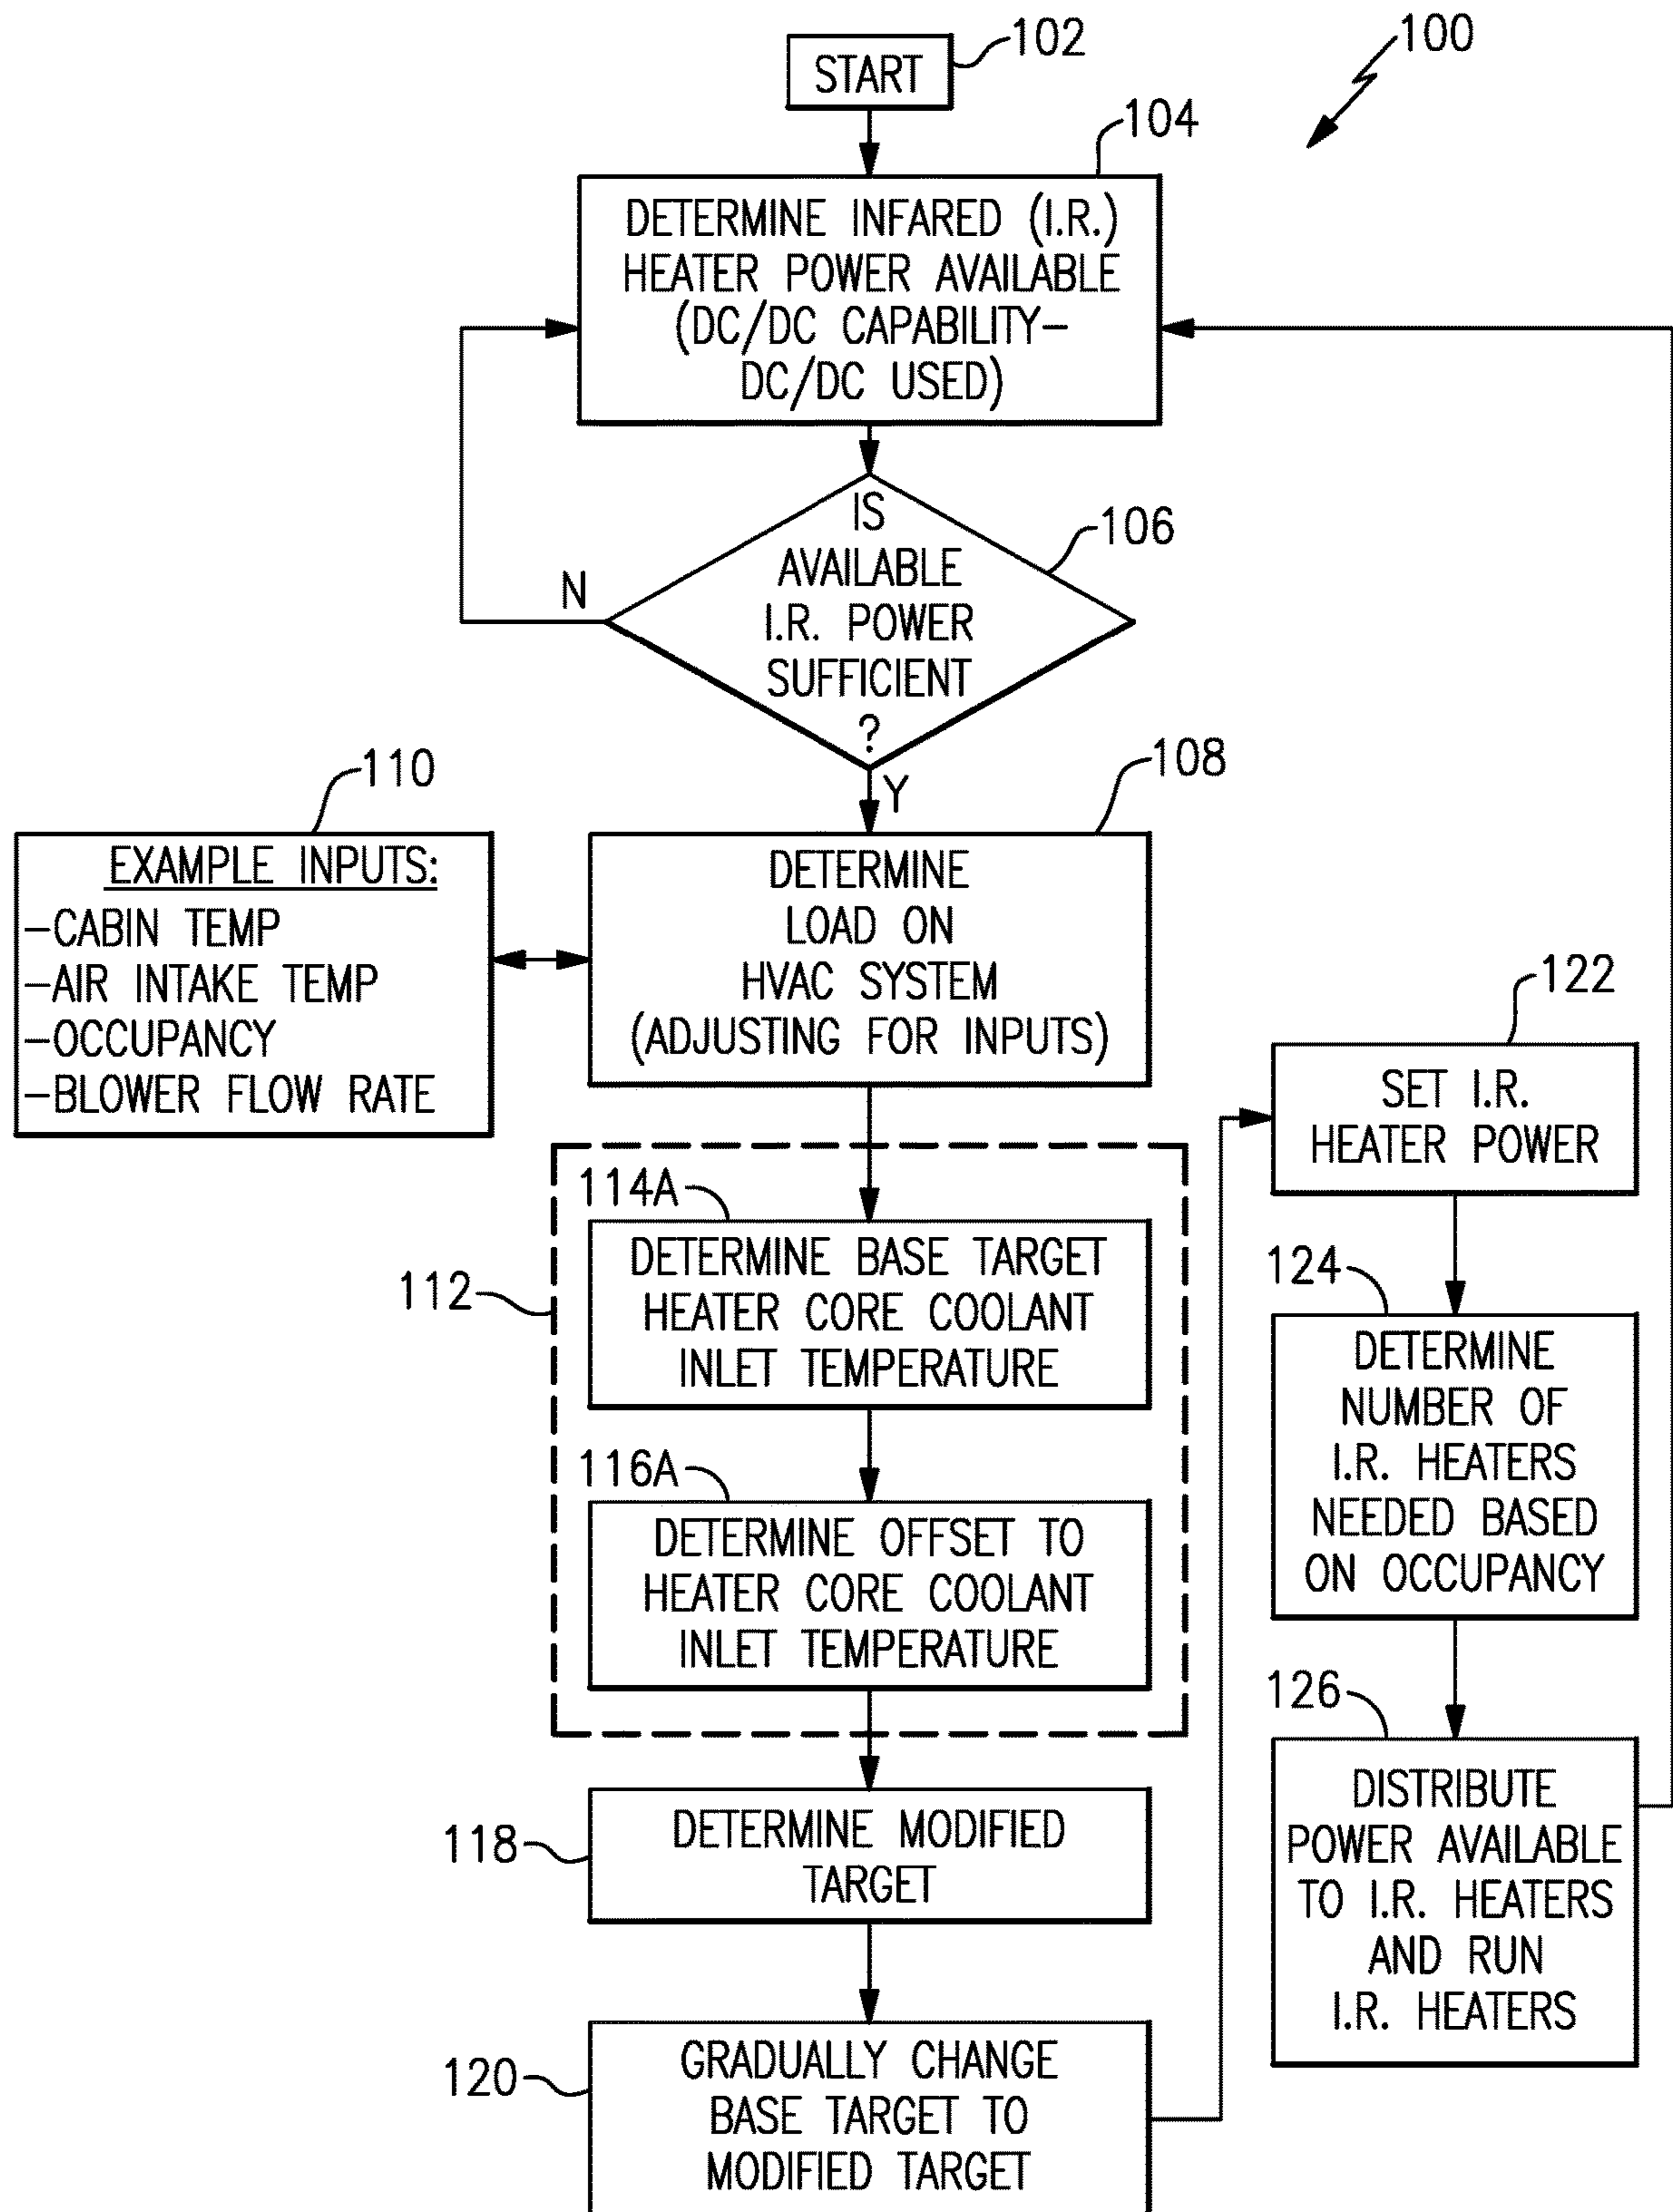 100
102
START
104
DETERMINE INFARED (I.R.)
HEATER POWER AVAILABLE
(DC/DC CAPABILITY-
DC/DC USED)
106
IS
AVAILABLE
I.R. POWER
SUFFICIENT
?
N
Y
110
EXAMPLE INPUTS:
-CABIN TEMP
-AIR INTAKE TEMP
-OCCUPANCY
-BLOWER FLOW RATE
108
DETERMINE
LOAD ON
HVAC SYSTEM
(ADJUSTING FOR INPUTS)
112
114A
DETERMINE BASE TARGET
HEATER CORE COOLANT
INLET TEMPERATURE
116A
DETERMINE OFFSET TO
HEATER CORE COOLANT
INLET TEMPERATURE
118
DETERMINE MODIFIED
TARGET
120
GRADUALLY CHANGE
BASE TARGET TO
MODIFIED TARGET
122
SET I.R.
HEATER POWER
124
DETERMINE
NUMBER OF
I.R. HEATERS
NEEDED BASED
ON OCCUPANCY
126
DISTRIBUTE
POWER AVAILABLE
TO I.R. HEATERS
AND RUN
I.R. HEATERS